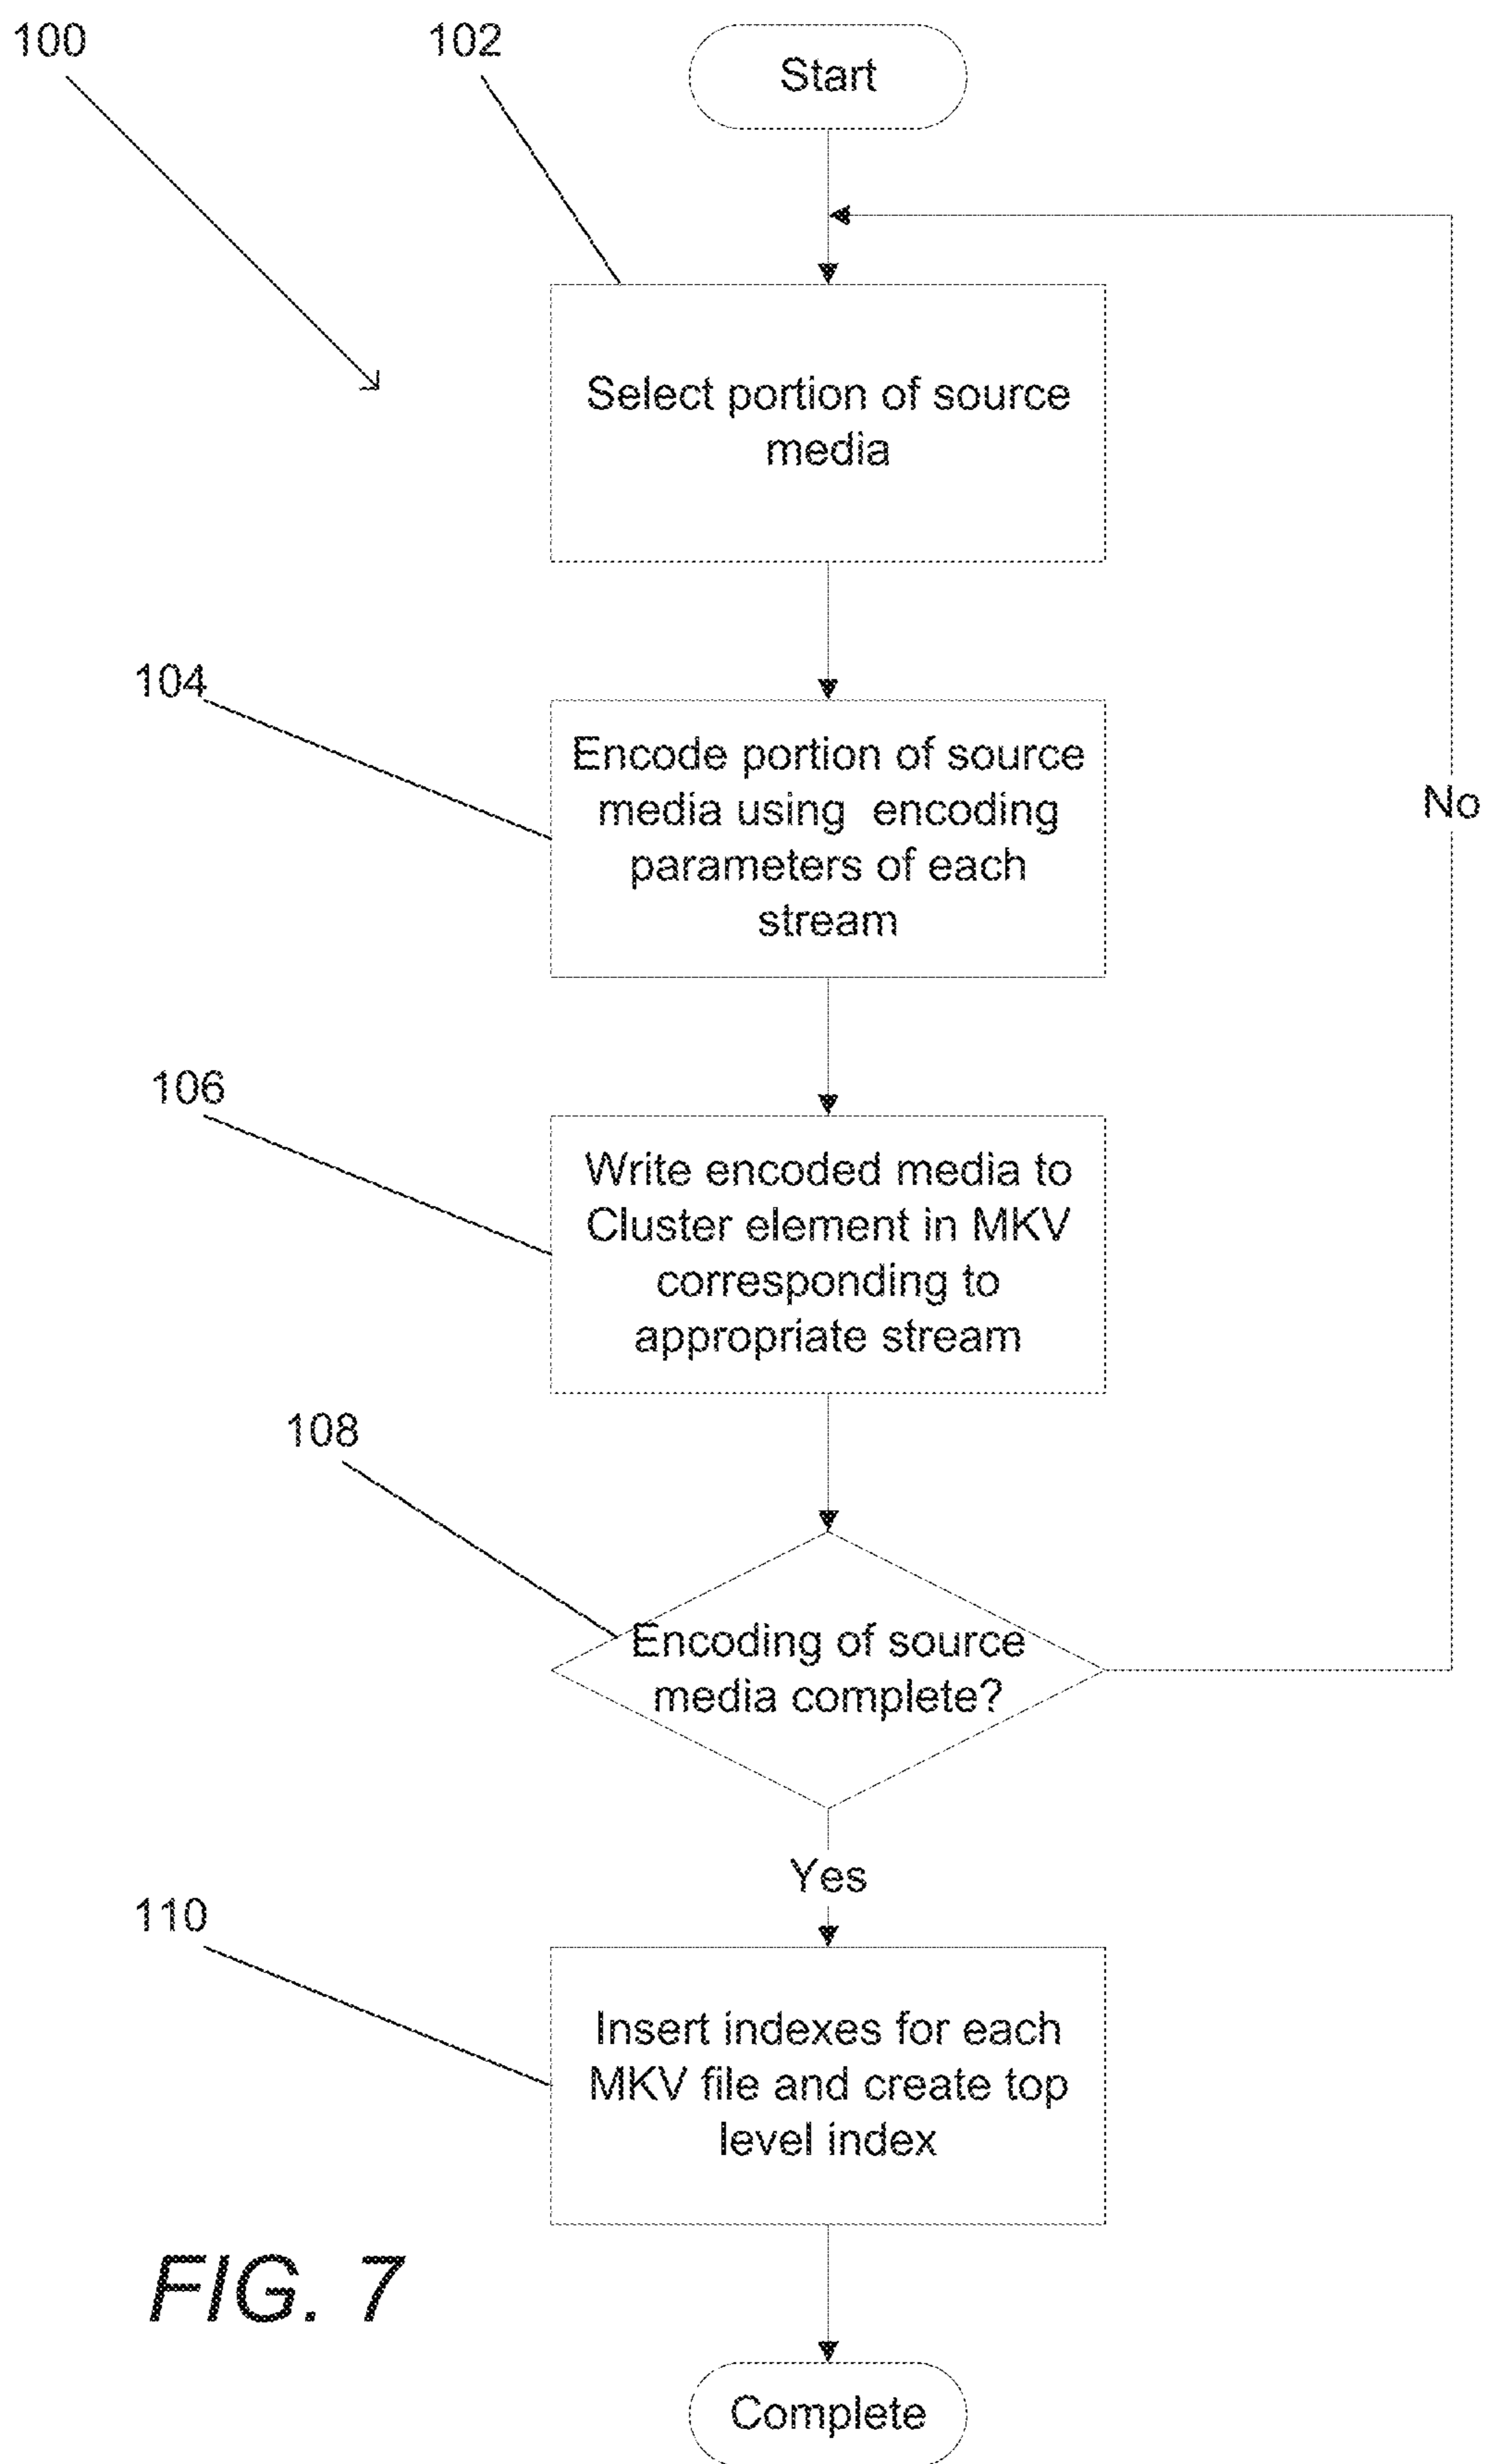 100
102
Start
Select portion of source
media
104
Encode portion of source
media using encoding
parameters of each
stream
No
106
Write encoded media to
Cluster element in MKV
corresponding to
appropriate stream
108
Encoding of source
media complete?
Yes
110
Insert indexes for each
MKV file and create top
level index
FIG. 7
Complete